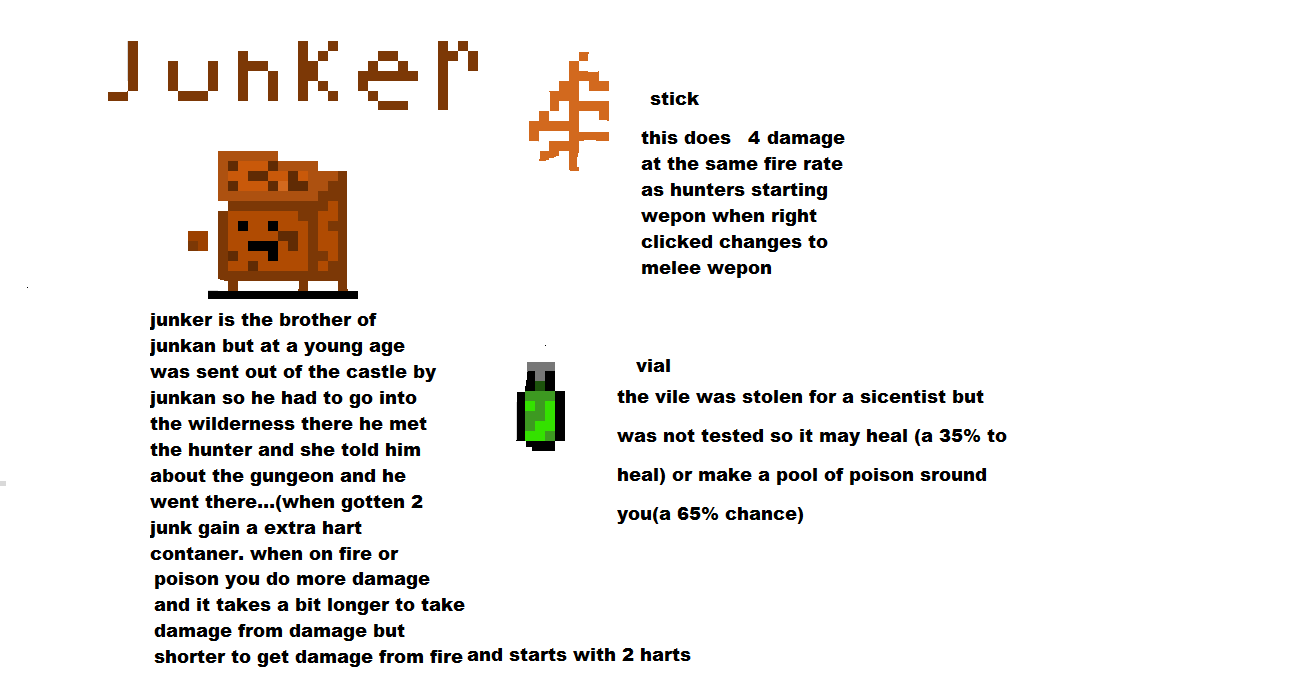 Junker
stick
this does 4 damage
at the same fire rate
as hunters starting
wepon when right
clicked changes to
melee wepon
junker is the brother of
junkan but at a young age
was sent out of the castle by
junkan so he had to go into
the wilderness there he met
the hunter and she told him
about the gungeon and he
went there...(when gotten 2
junk gain a extra hart
contaner. when on fire or
poison you do more damage
and it takes a bit longer to take
damage from damage but
shorter to get damage from fire and starts with 2 harts
vial
the vile was stolen for a sicentist but
was not tested so it may heal (a 35% to
heal) or make a pool of poison sround
you(a 65% chance)